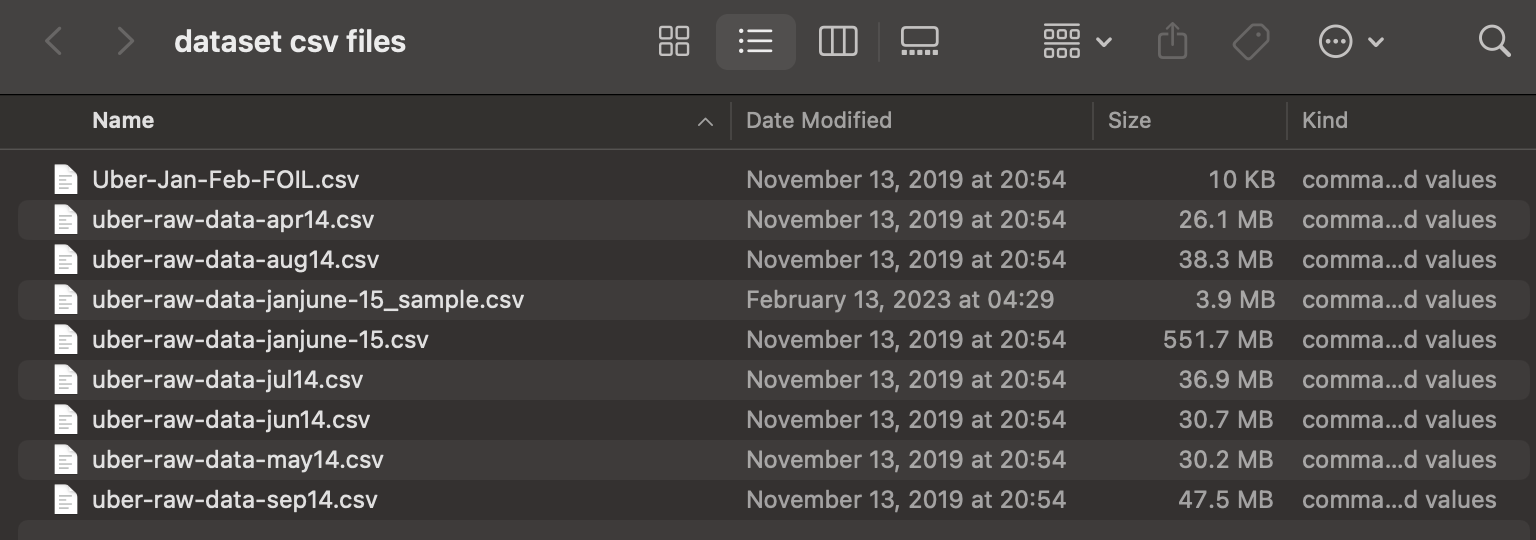 dataset csv files
Name Date Modified Size Kind
Uber-Jan-Feb-FOIL.csv November 13, 2019 at 20:54 10 KB comma...d values
uber-raw-data-apr14.csv November 13, 2019 at 20:54 26.1 MB comma...d values
uber-raw-data-aug14.csv November 13, 2019 at 20:54 38.3 MB comma...d values
uber-raw-data-janjune-15_sample.csv February 13, 2023 at 04:29 3.9 MB comma...d values
uber-raw-data-janjune-15.csv November 13, 2019 at 20:54 551.7 MB comma...d values
uber-raw-data-jul14.csv November 13, 2019 at 20:54 36.9 MB comma...d values
uber-raw-data-jun14.csv November 13, 2019 at 20:54 30.7 MB comma...d values
uber-raw-data-may14.csv November 13, 2019 at 20:54 30.2 MB comma...d values
uber-raw-data-sep14.csv November 13, 2019 at 20:54 47.5 MB comma...d values